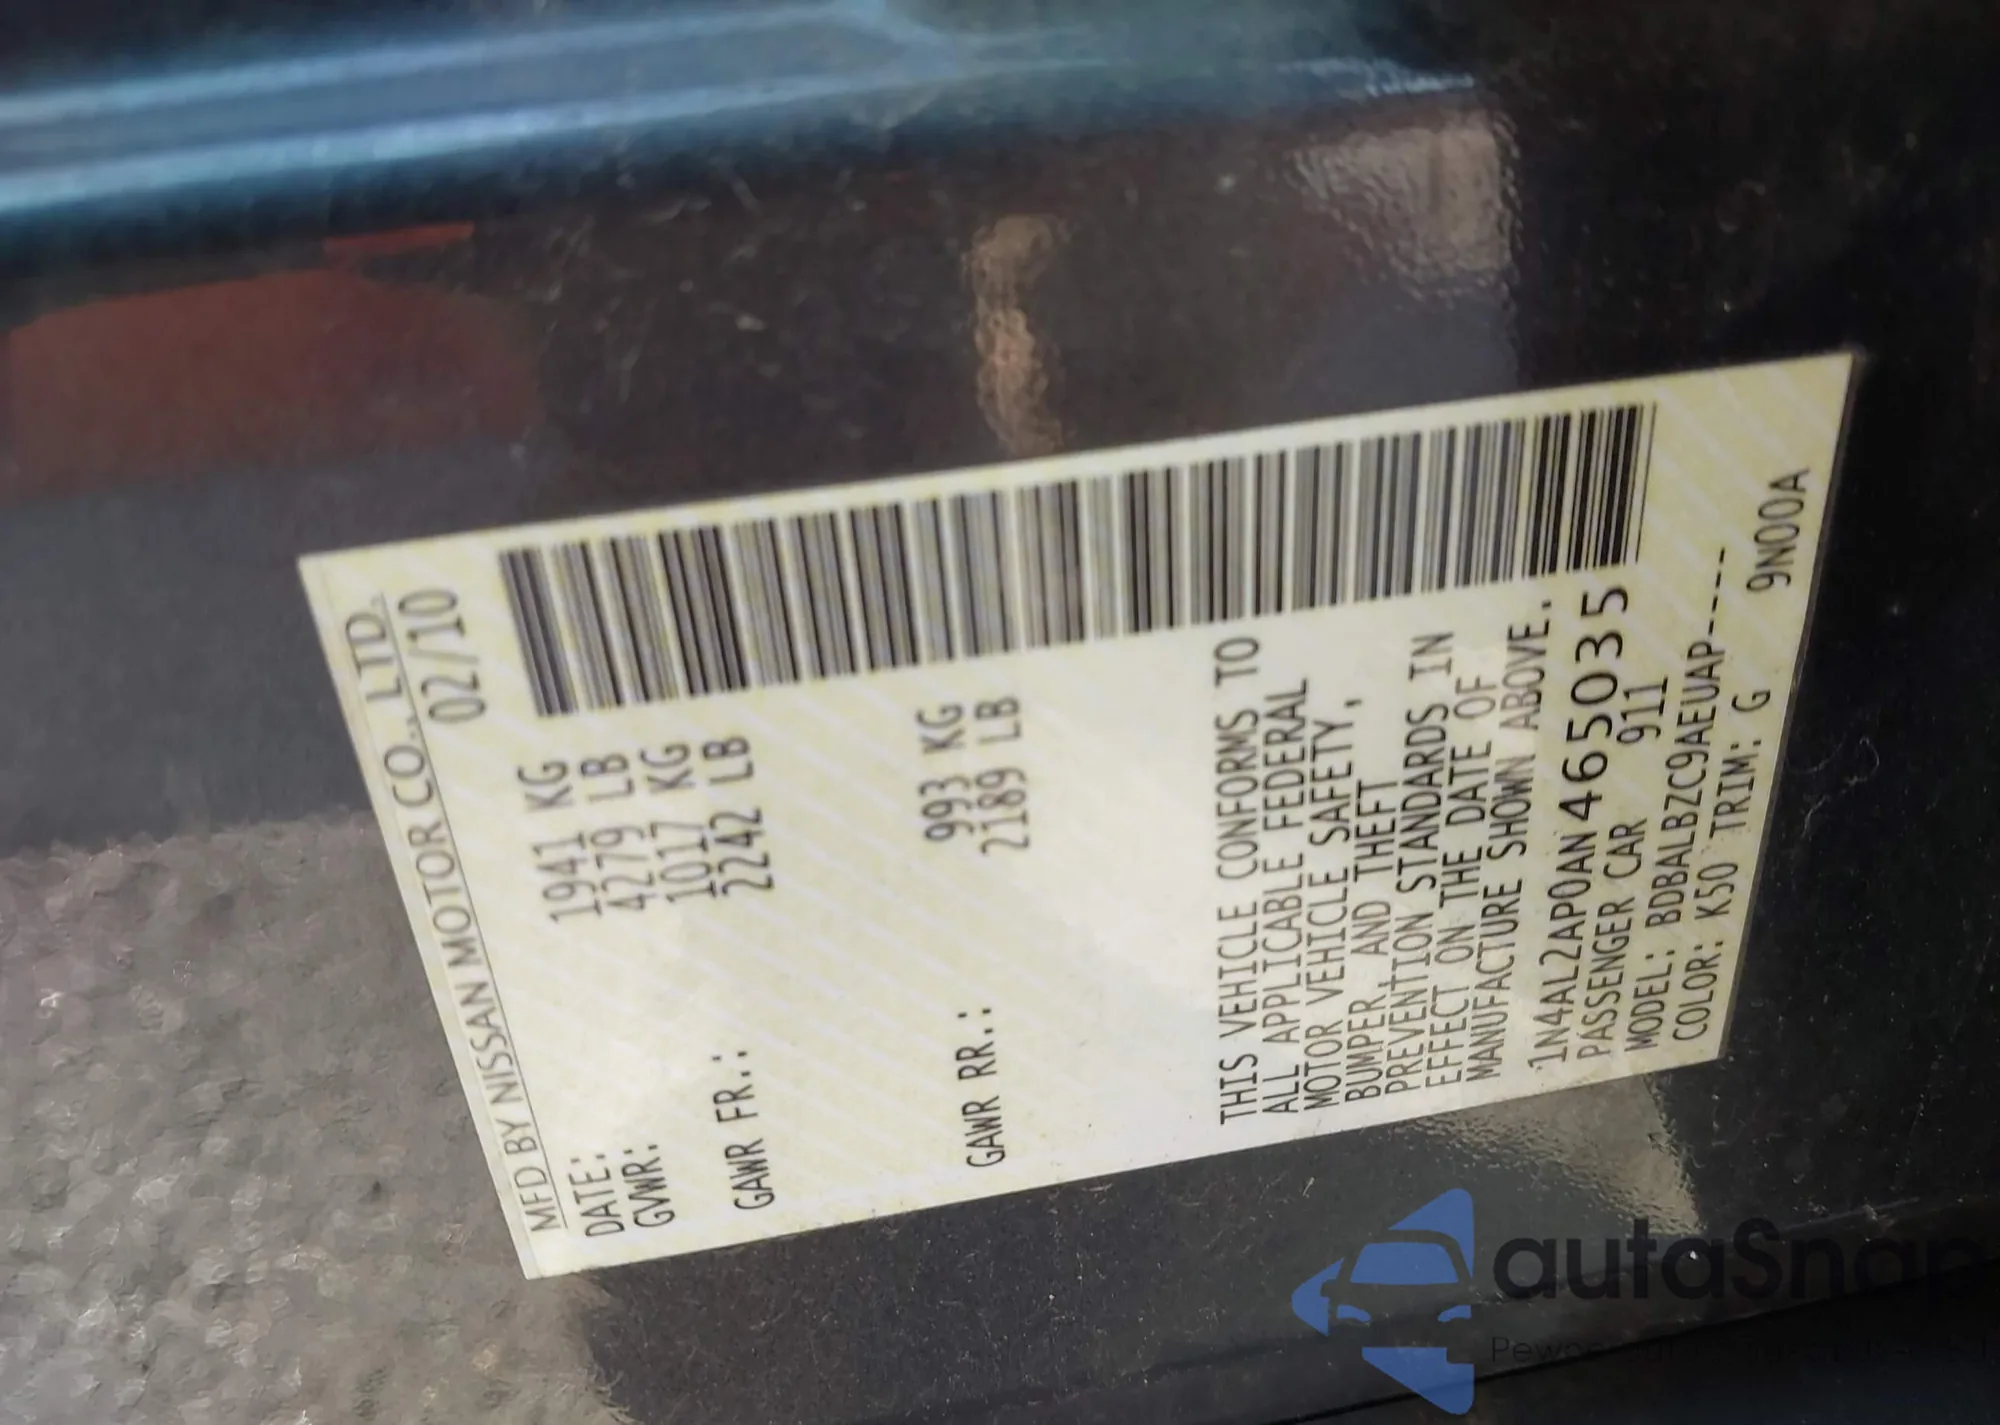 MFD BY NISSAN MOTOR CO., LTD.
DATE: 02/10
GVWR: 1941 KG
4279 LB
GAWR FR.: 1017 KG
2242 LB
GAWR RR.: 993 KG
2189 LB
THIS VEHICLE CONFORMS TO
ALL APPLICABLE FEDERAL
MOTOR VEHICLE SAFETY,
BUMPER, AND THEFT
PREVENTION STANDARDS IN
EFFECT ON THE DATE OF
MANUFACTURE SHOWN ABOVE.
1N4AL2AP0AN465035
PASSENGER CAR 911
MODEL: BDBALBZC9AEUAP-----
COLOR: K50 TRIM: G 9N00A
autaSnap